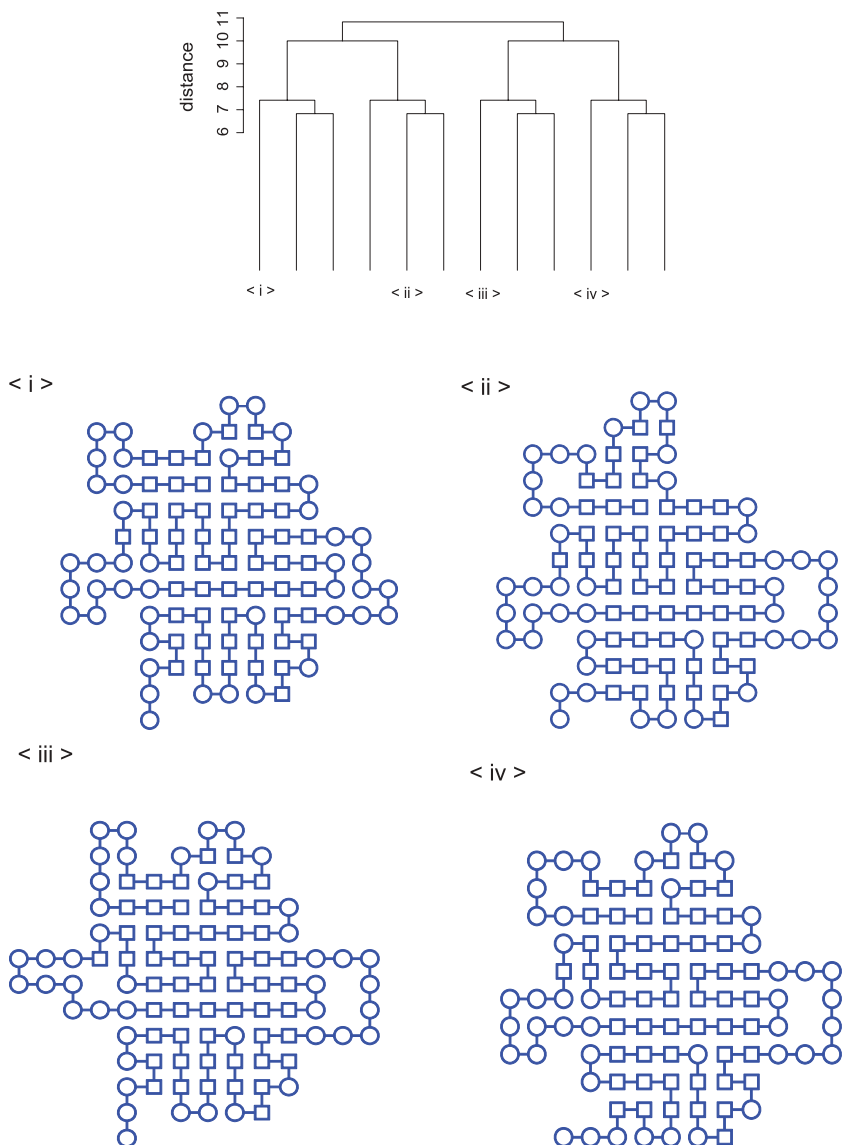 distance
11
10
9
8
7
6
< i >
< ii >
< iii >
< iv >
< i >
< ii >
< iii >
< iv >